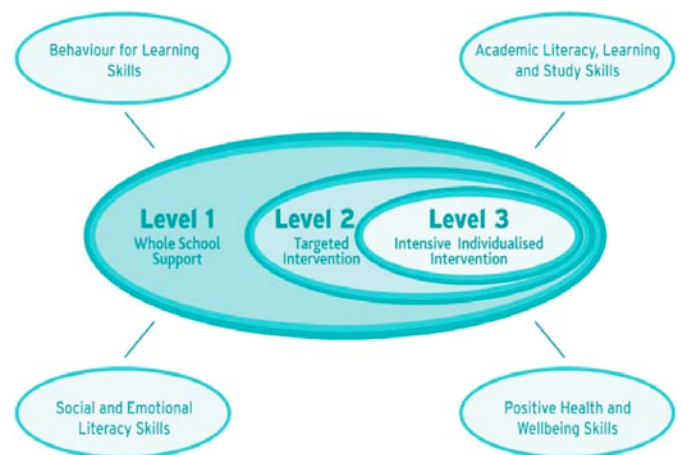 Behaviour for Learning
Skills
Academic Literacy, Learning
and Study Skills
Level 1
Whole School
Support
Level 2
Targeted
Intervention
Level 3
Intensive Individualised
Intervention
Social and Emotional
Literacy Skills
Positive Health and
Wellbeing Skills